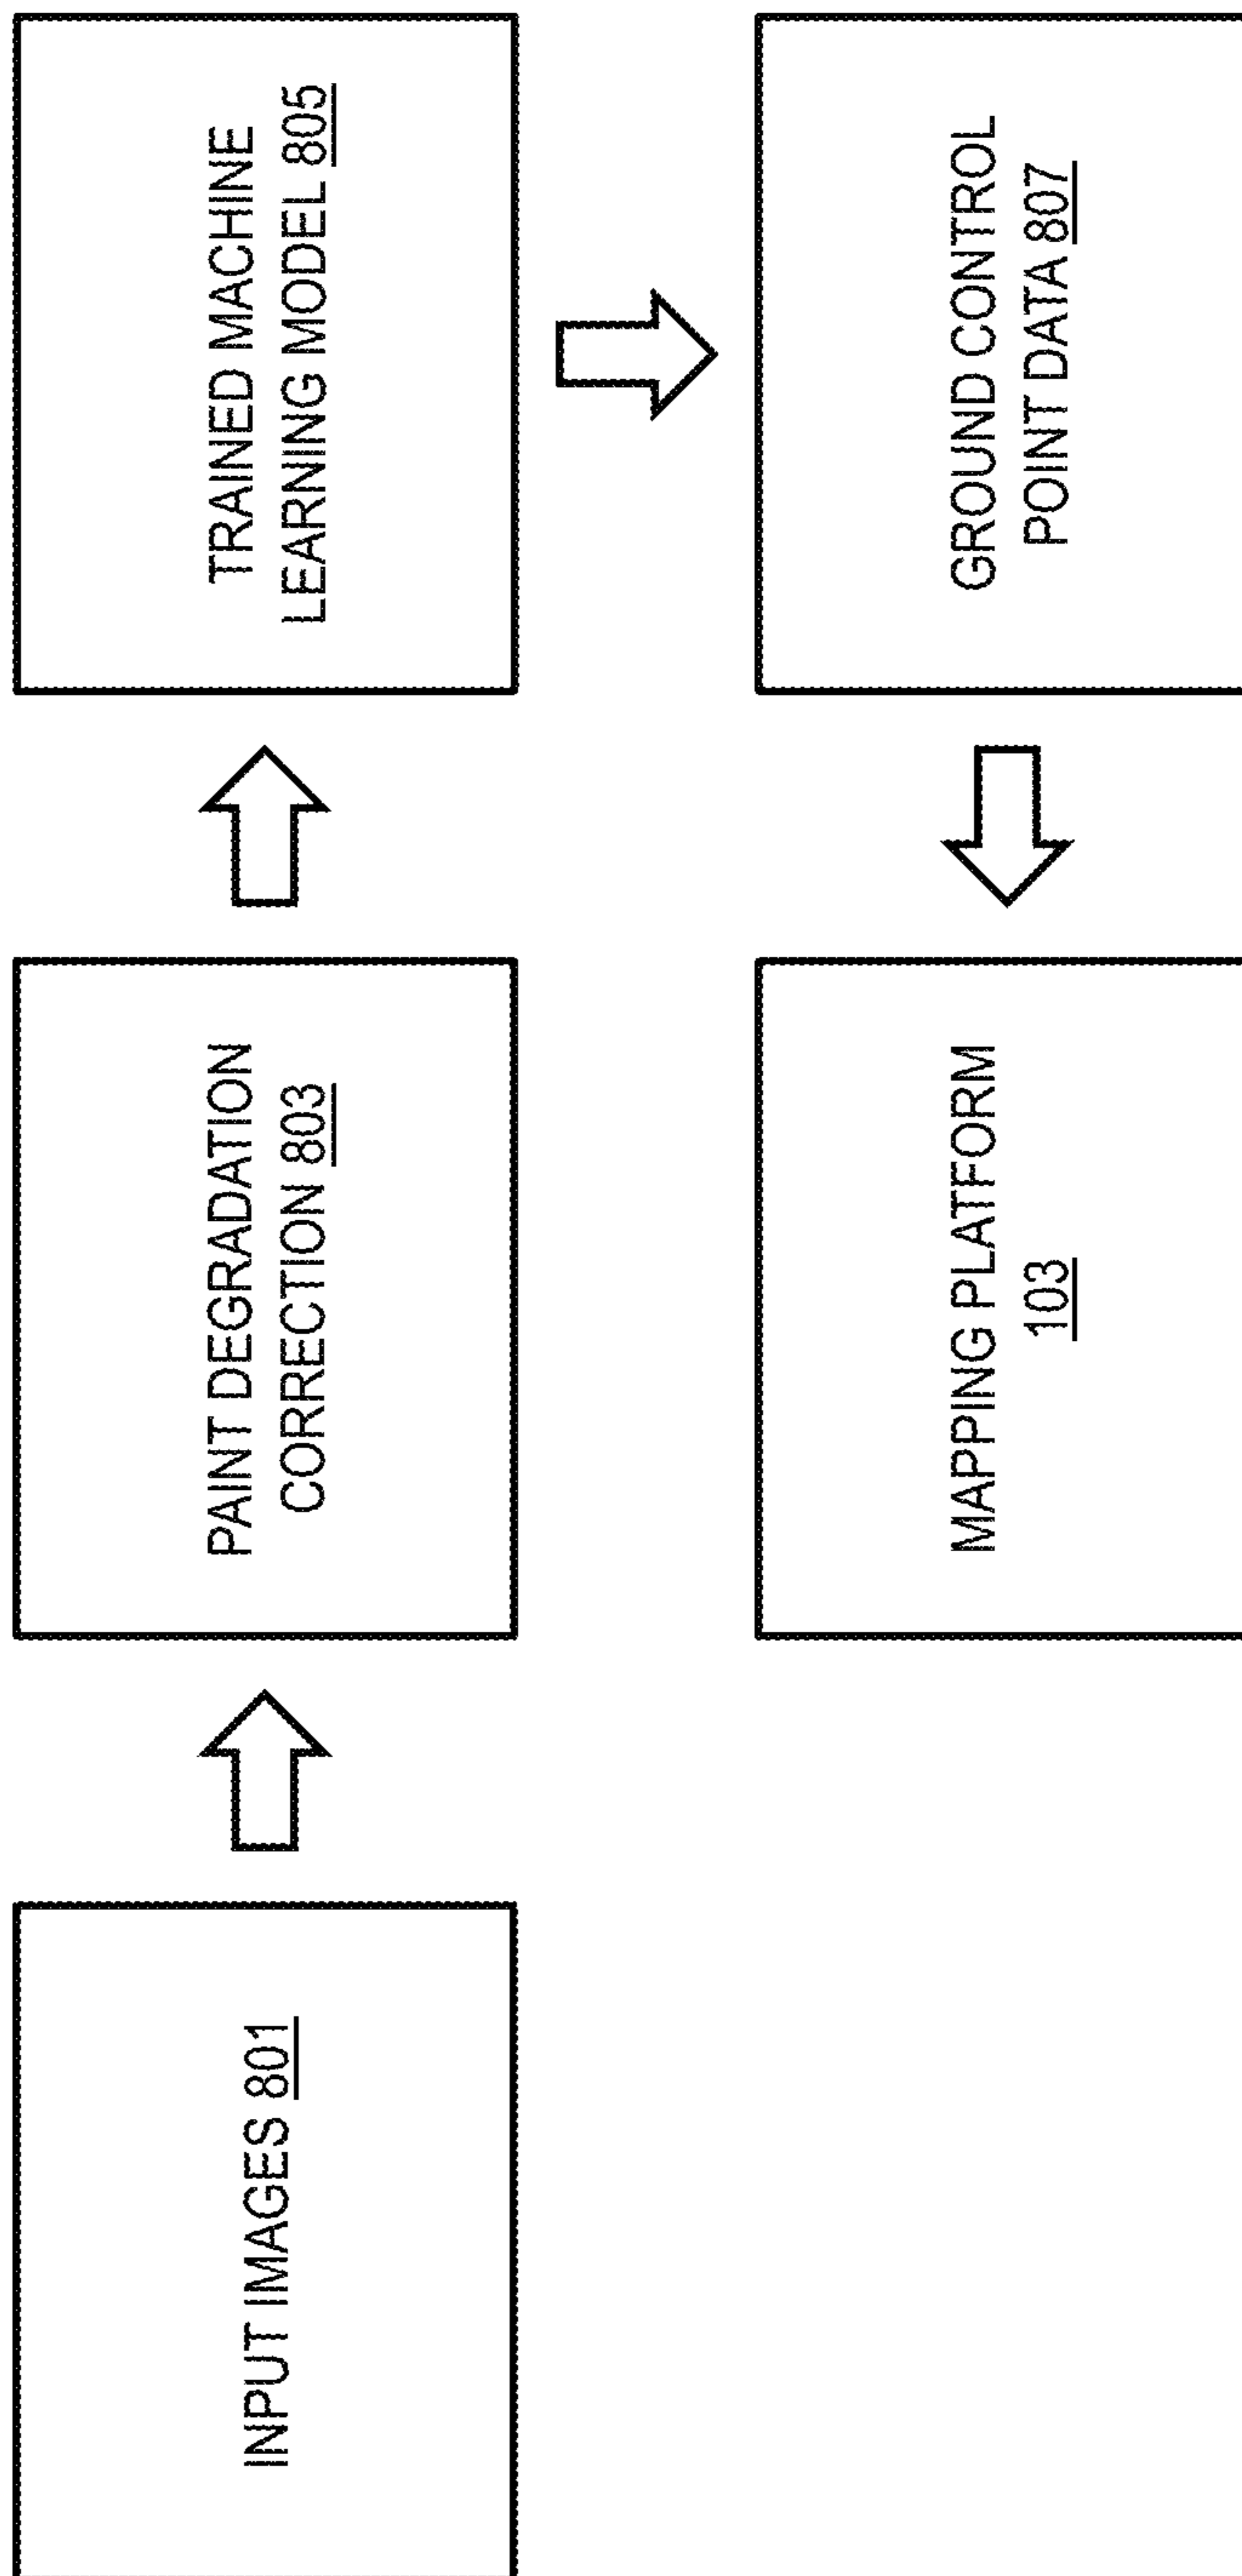 INPUT IMAGES 801
PAINT DEGRADATION
CORRECTION 803
TRAINED MACHINE
LEARNING MODEL 805
GROUND CONTROL
POINT DATA 807
MAPPING PLATFORM
103